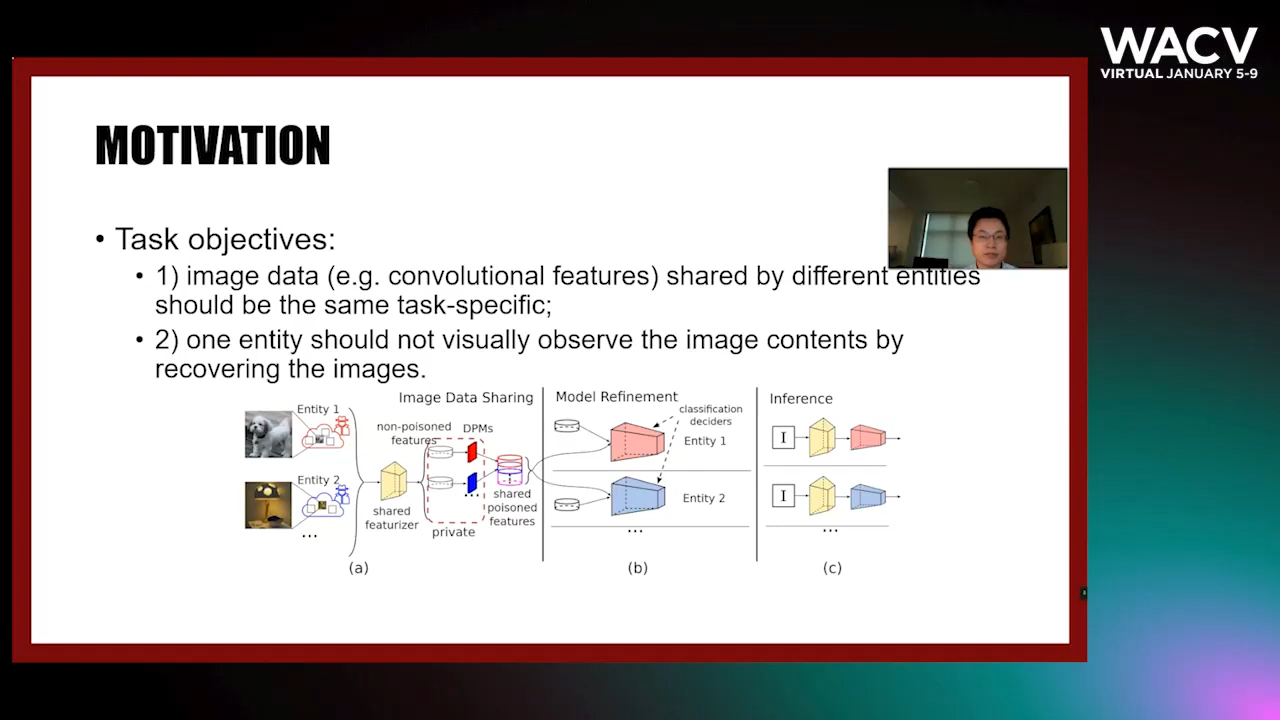 WACV
VIRTUAL JANUARY 5-9
MOTIVATION
• Task objectives:
• 1) image data (e.g. convolutional features) shared by different entities
should be the same task-specific;
• 2) one entity should not visually observe the image contents by
recovering the images.
Image Data Sharing
Entity 1
non-poisoned
features
DPMs
Entity 2
shared
featurizer
...
shared
poisoned
features
private
...
(a)
Model Refinement
classification
deciders
Entity 1
Entity 2
...
(b)
Inference
I
I
...
(c)